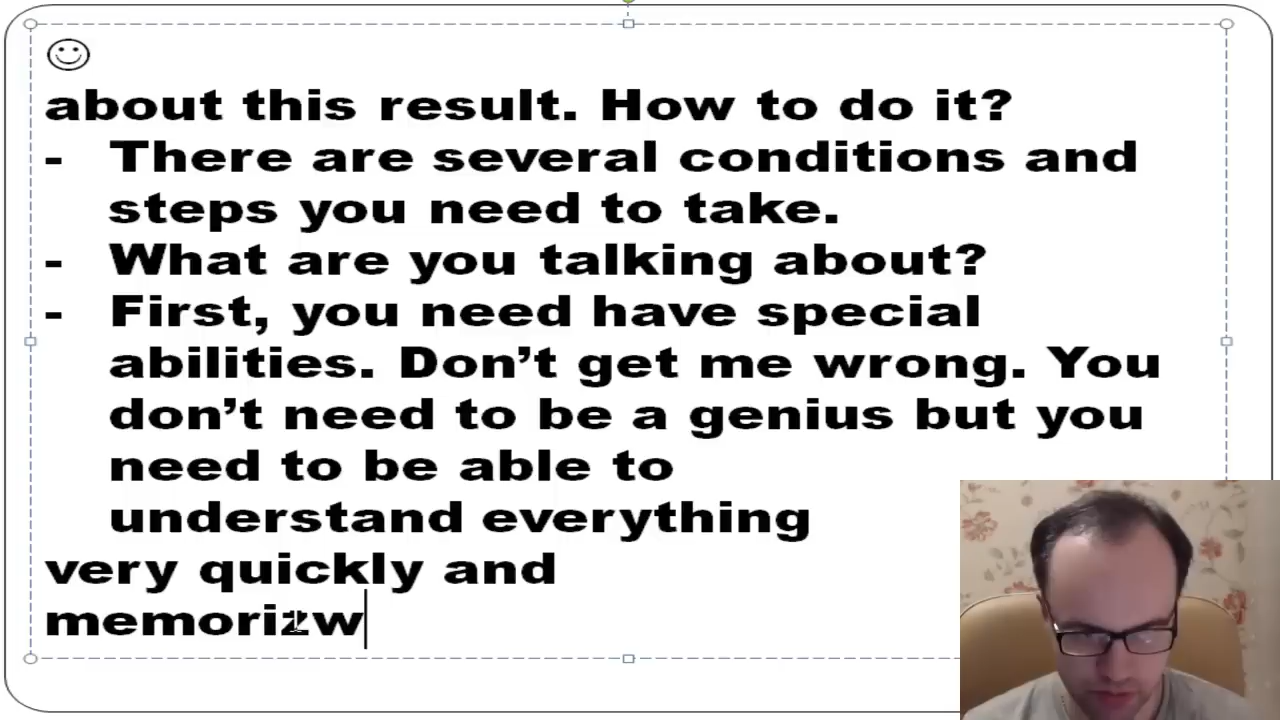 about this result. How to do it?
- There are several conditions and
steps you need to take.
- What are you talking about?
- First, you need have special
abilities. Don’t get me wrong. You
don’t need to be a genius but you
need to be able to
understand everything
very quickly and
memorizw